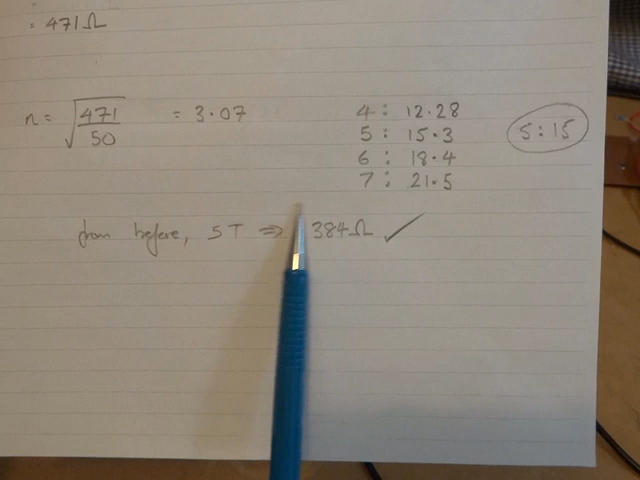 = 471Ω
n = √471/50 = 3.07
4 : 12.28
5 : 15.3
6 : 18.4
7 : 21.5
5:15
from before, 5T ⇒ 384Ω ✓